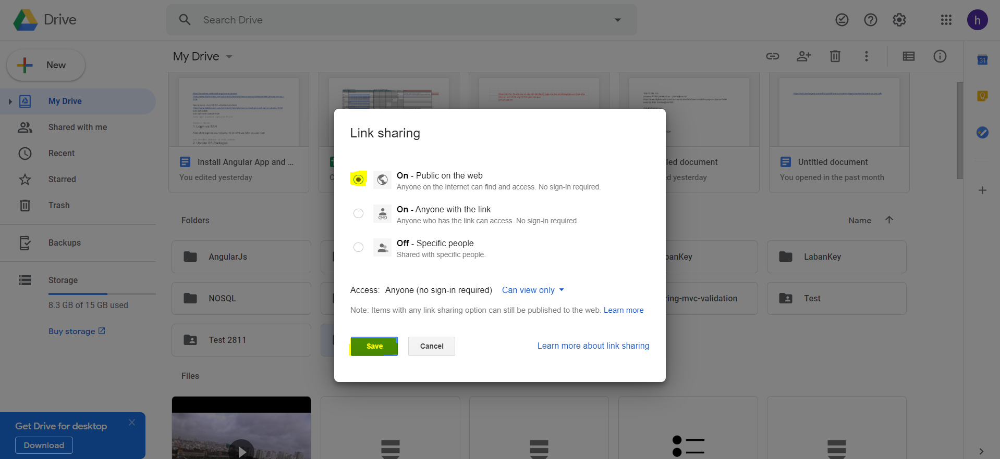 Drive
Search Drive
h
New
My Drive
31
My Drive
Shared with me
Recent
Starred
Trash
Backups
Storage
8.3 GB of 15 GB used
Buy storage
Get Drive for desktop
Download
1. Login via SSH
2. Update OS Packages
Install Angular App and ...
You edited yesterday
led document
ed yesterday
Untitled document
You opened in the past month
Folders
Name
AngularJs
banKey
LabanKey
NOSQL
ring-mvc-validation
Test
Test 2811
Files
Link sharing
On - Public on the web
Anyone on the Internet can find and access. No sign-in required.
On - Anyone with the link
Anyone who has the link can access. No sign-in required.
Off - Specific people
Shared with specific people.
Access: Anyone (no sign-in required) Can view only
Note: Items with any link sharing option can still be published to the web. Learn more
Save
Cancel
Learn more about link sharing